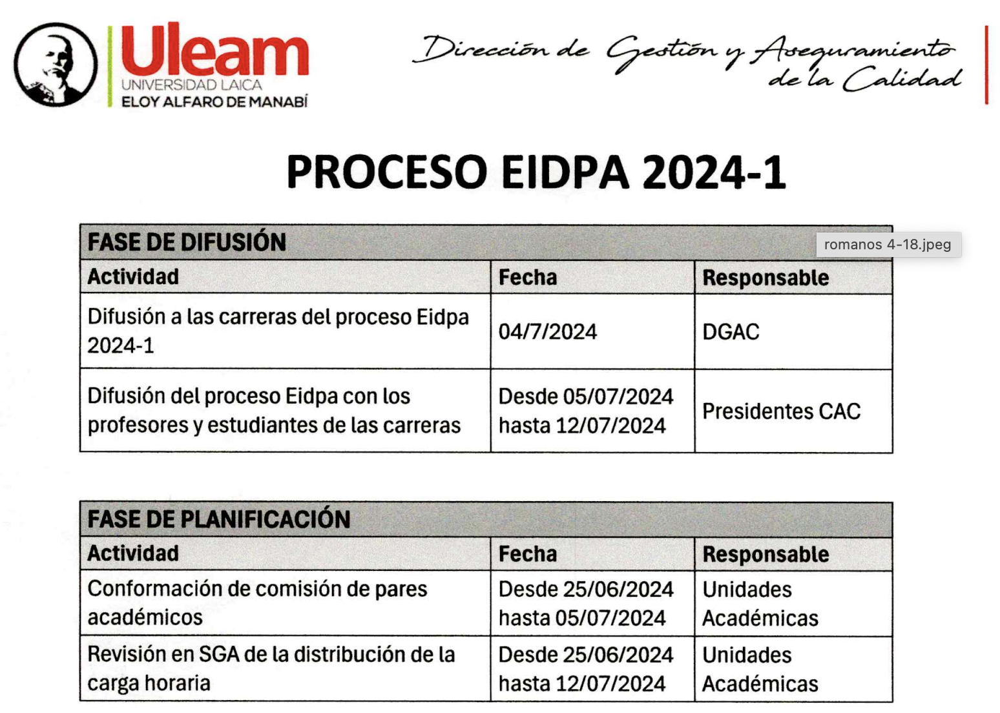 Uleam
UNIVERSIDAD LAICA
ELOY ALFARO DE MANABÍ
Dirección de Gestión y Aseguramiento
de la Calidad
PROCESO EIDPA 2024-1
FASE DE DIFUSIÓN
romanos 4-18.jpeg
Actividad Fecha Responsable
Difusión a las carreras del proceso Eidpa
2024-1
04/7/2024
DGAC
Difusión del proceso Eidpa con los
profesores y estudiantes de las carreras
Desde 05/07/2024
hasta 12/07/2024
Presidentes CAC
FASE DE PLANIFICACIÓN
Actividad Fecha Responsable
Conformación de comisión de pares
académicos
Desde 25/06/2024
hasta 05/07/2024
Unidades
Académicas
Revisión en SGA de la distribución de la
carga horaria
Desde 25/06/2024
hasta 12/07/2024
Unidades
Académicas